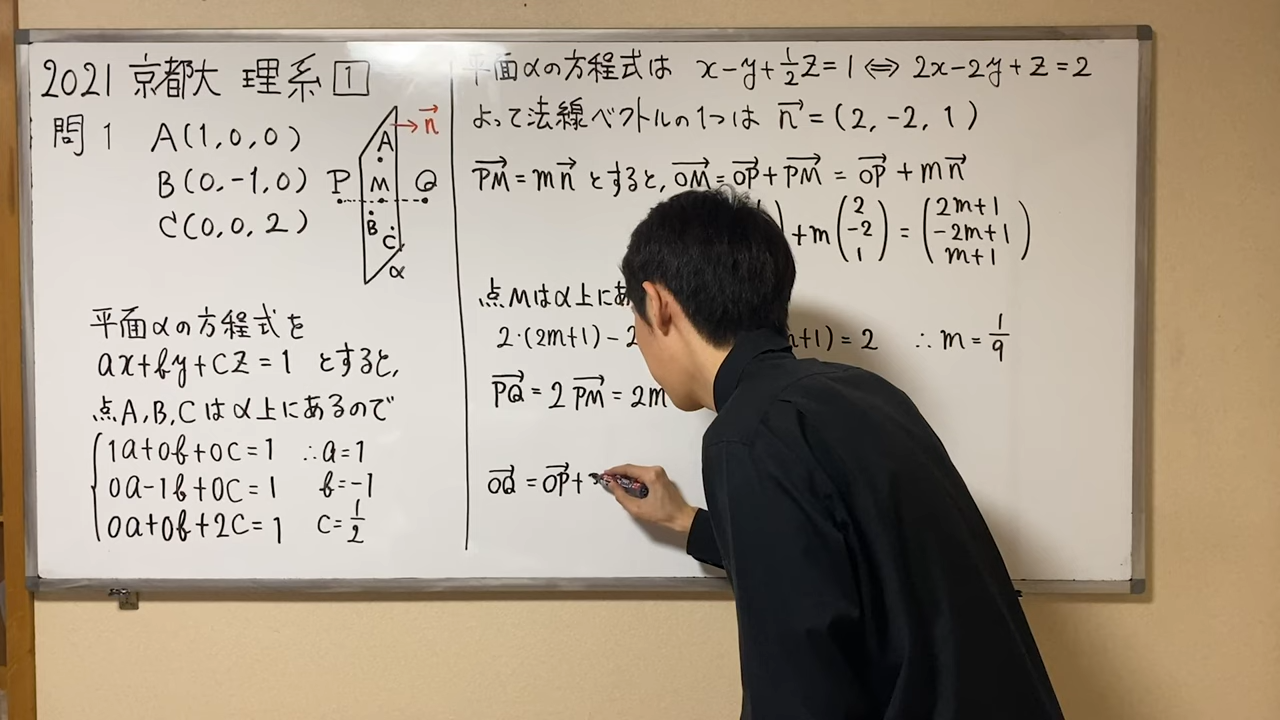 2021 京都大 理系 1
問1 A(1,0,0)
B(0,-1,0)
C(0,0,2)
n→
A
P M Q
B
C
α
平面αの方程式を
ax+by+cz=1 とすると,
点A,B,Cはα上にあるので
1a+0b+0c=1 ∴a=1
0a-1b+0c=1 b=-1
0a+0b+2c=1 c=1/2
平面αの方程式は x-y+1/2z=1⇔2x-2y+z=2
よって法線ベクトルの1つは n→=(2,-2,1)
PM→=mn→とすると,OM→=OP→+PM→=OP→+mn→
+m(2 -2 1)=(2m+1 -2m+1 m+1)
点Mはα上にあ
2・(2m+1)-2 m+1)=2 ∴m=1/9
PQ→=2PM→=2m
OQ→=OP→+